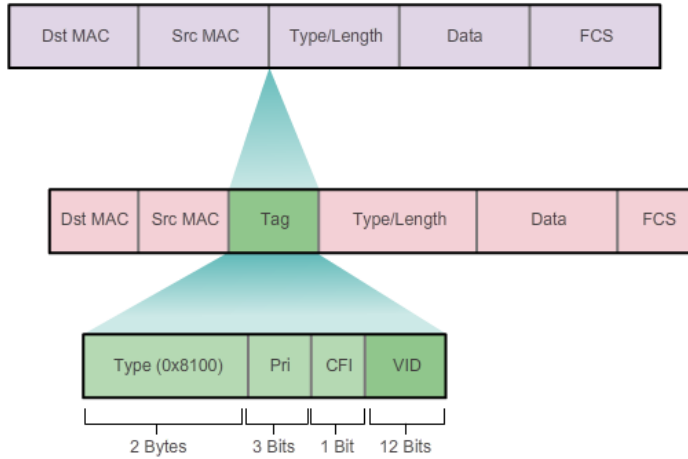 Dst MAC Src MAC Type/Length Data FCS
Dst MAC Src MAC Tag Type/Length Data FCS
Type (0x8100) Pri CFI VID
2 Bytes 3 Bits 1 Bit 12 Bits